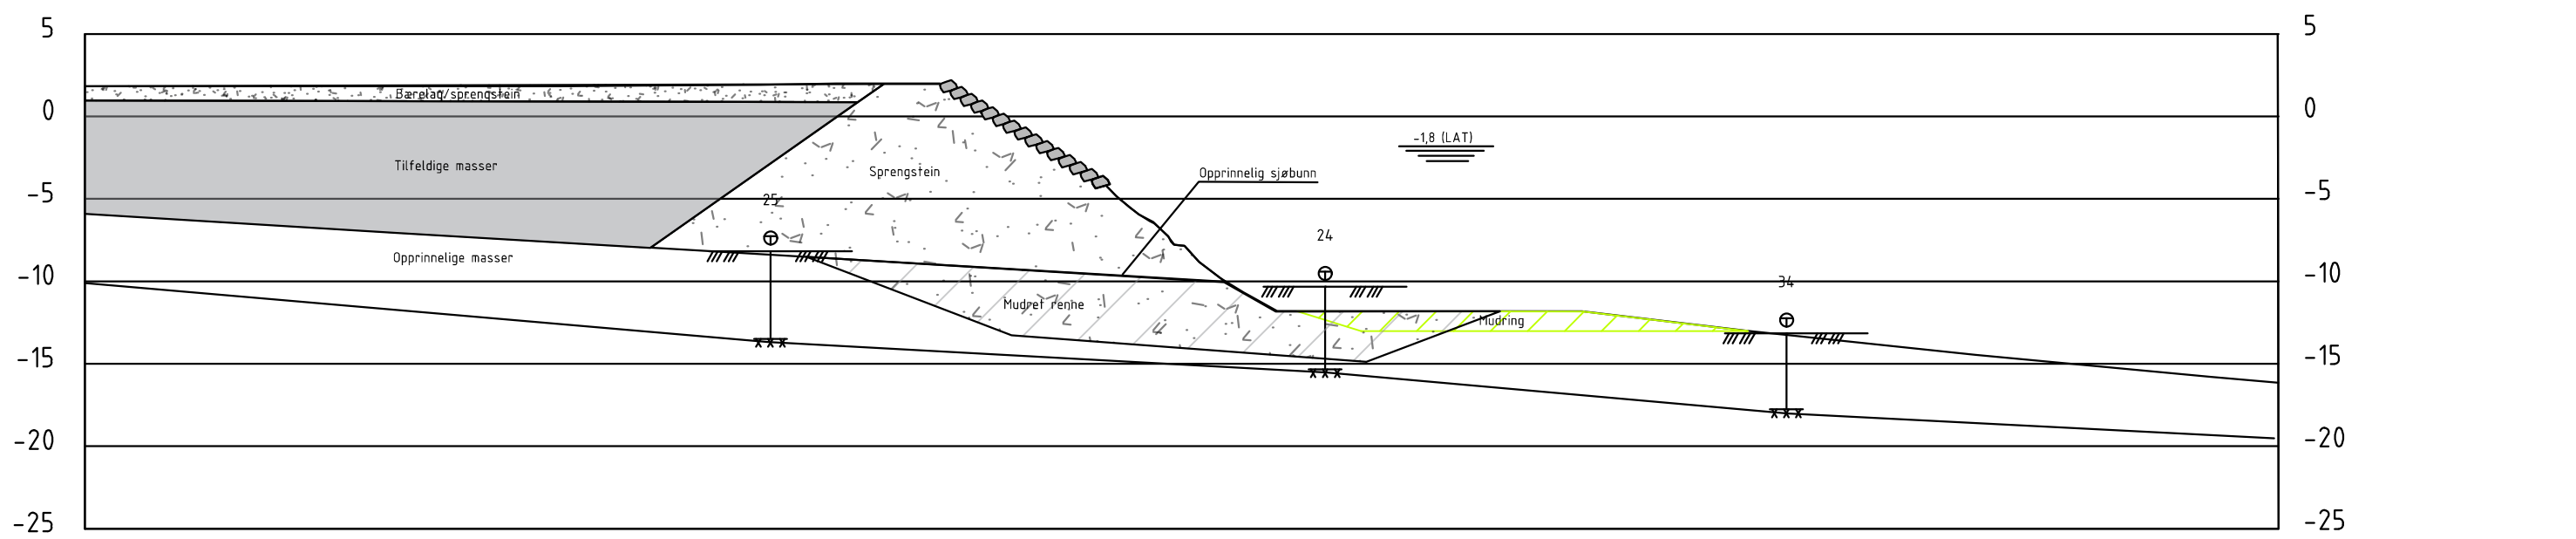 5 5
Bærelag/sprengstein
0 0
-1,8 (LAT)
Tilfeldige masser
Sprengstein
Opprinnelig sjøbunn
-5 -5
25
24
Opprinnelige masser
-10 -10
34
Mudret renne
Mudring
-15 -15
-20 -20
-25 -25